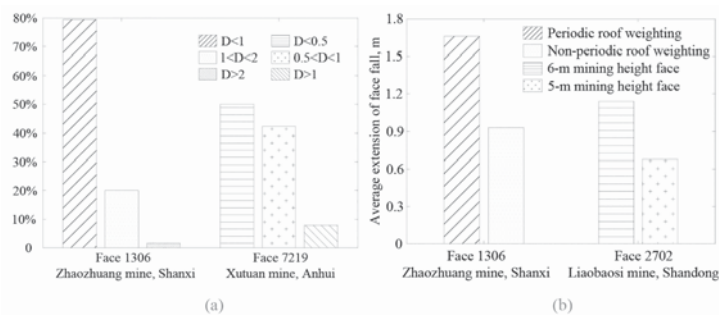 80%
70%
60%
50%
40%
30%
20%
10%
0
D<1
1<D<2
D>2
D<0.5
0.5<D<1
D>1
Face 1306
Zhaozhuang mine, Shanxi
Face 7219
Xutuan mine, Anhui
(a)
Average extension of face fall, m
1.8
1.5
1.2
0.9
0.6
0.3
0
Periodic roof weighting
Non-periodic roof weighting
6-m mining height face
5-m mining height face
Face 1306
Zhaozhuang mine, Shanxi
Face 2702
Liaobaosi mine, Shandong
(b)